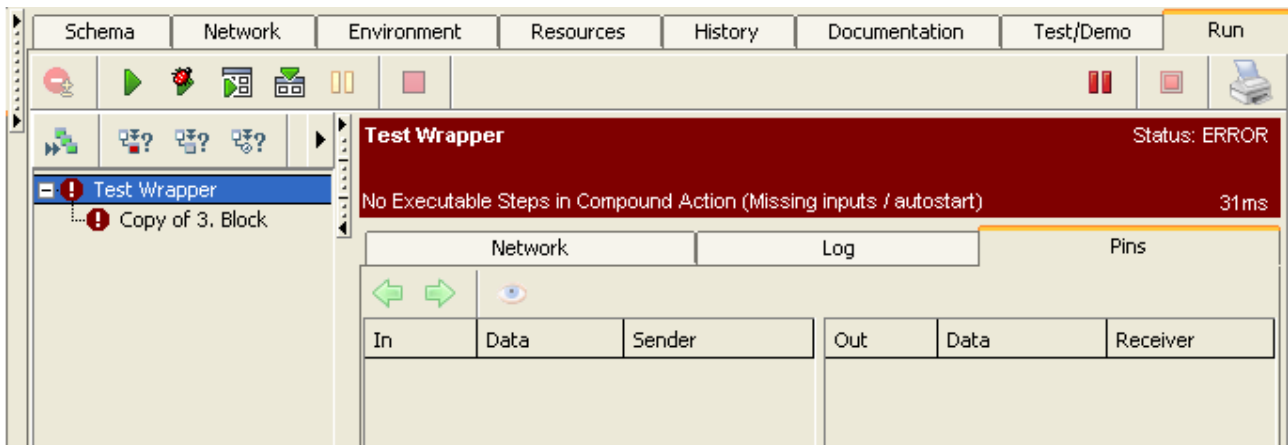 Schema Network Environment Resources History Documentation Test/Demo Run
? ? ?
Test Wrapper
Copy of 3. Block
Test Wrapper Status: ERROR
No Executable Steps in Compound Action (Missing inputs / autostart) 31ms
Network Log Pins
In Data Sender Out Data Receiver